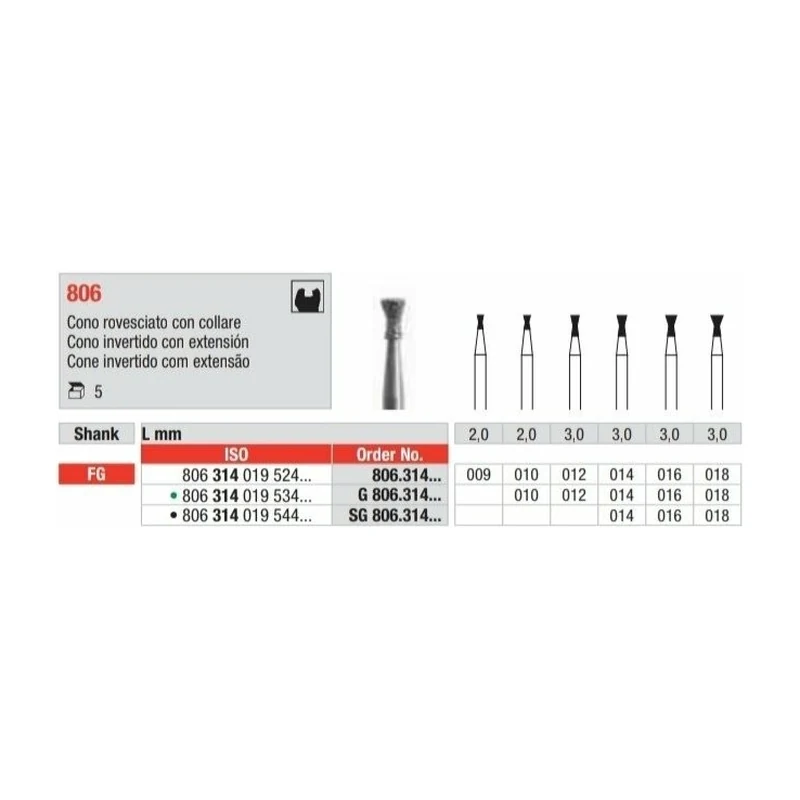 806
Cono rovesciato con collare
Cono invertido con extensión
Cone invertido com extensão
5
Shank L mm 2,0 2,0 3,0 3,0 3,0 3,0
ISO Order No.
FG 806 314 019 524... 806.314... 009 010 012 014 016 018
• 806 314 019 534... G 806.314... 010 012 014 016 018
• 806 314 019 544... SG 806.314... 014 016 018